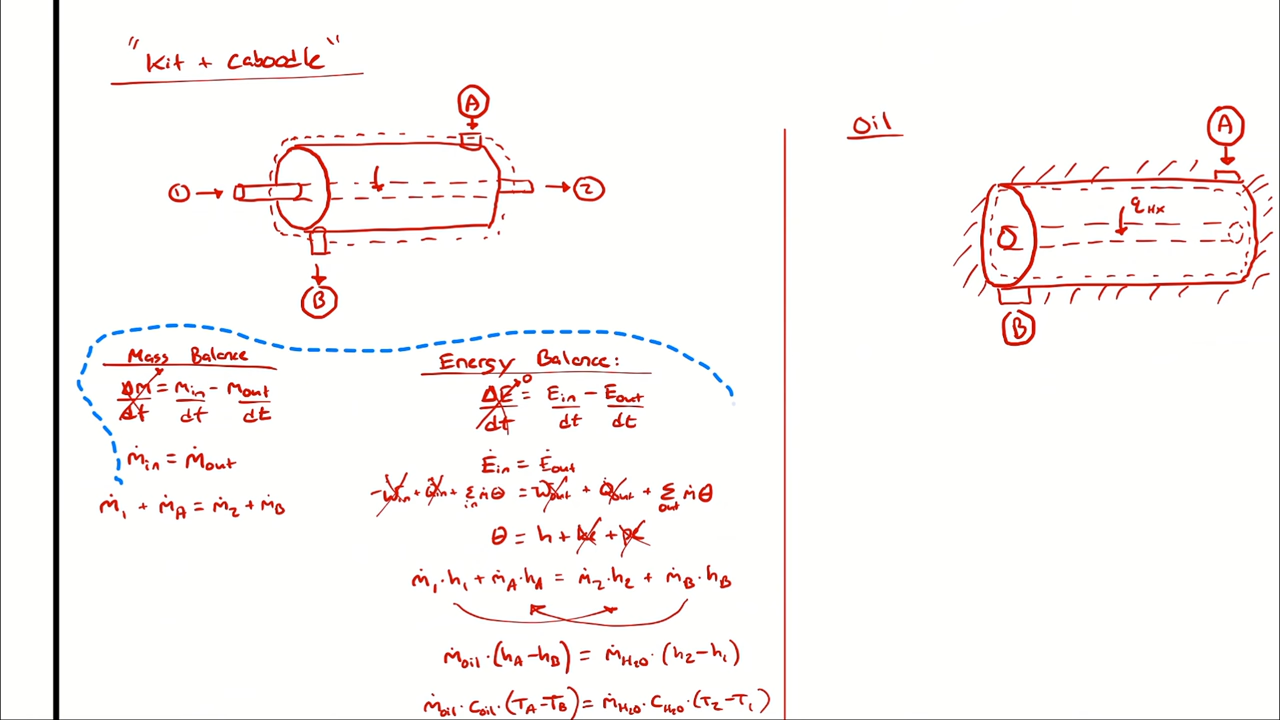 "Kit + Caboodle"
A
1
2
B
Mass Balance
ΔM/dt = Min/dt - Mout/dt
ṁin = ṁout
ṁ1 + ṁA = ṁ2 + ṁB
Energy Balance:
ΔE/dt →0 = Ein/dt - Eout/dt
Ėin = Ėout
-Ẇin + Q̇in + Σin ṁθ = Ẇout + Q̇out + Σout ṁθ
θ = h + ke + pe
ṁ1·h1 + ṁA·hA = ṁ2·h2 + ṁB·hB
ṁoil·(hA-hB) = ṁH2O·(h2-h1)
ṁoil·Coil·(TA-TB) = ṁH2O·CH2O·(T2-T1)
Oil
A
qHX
B